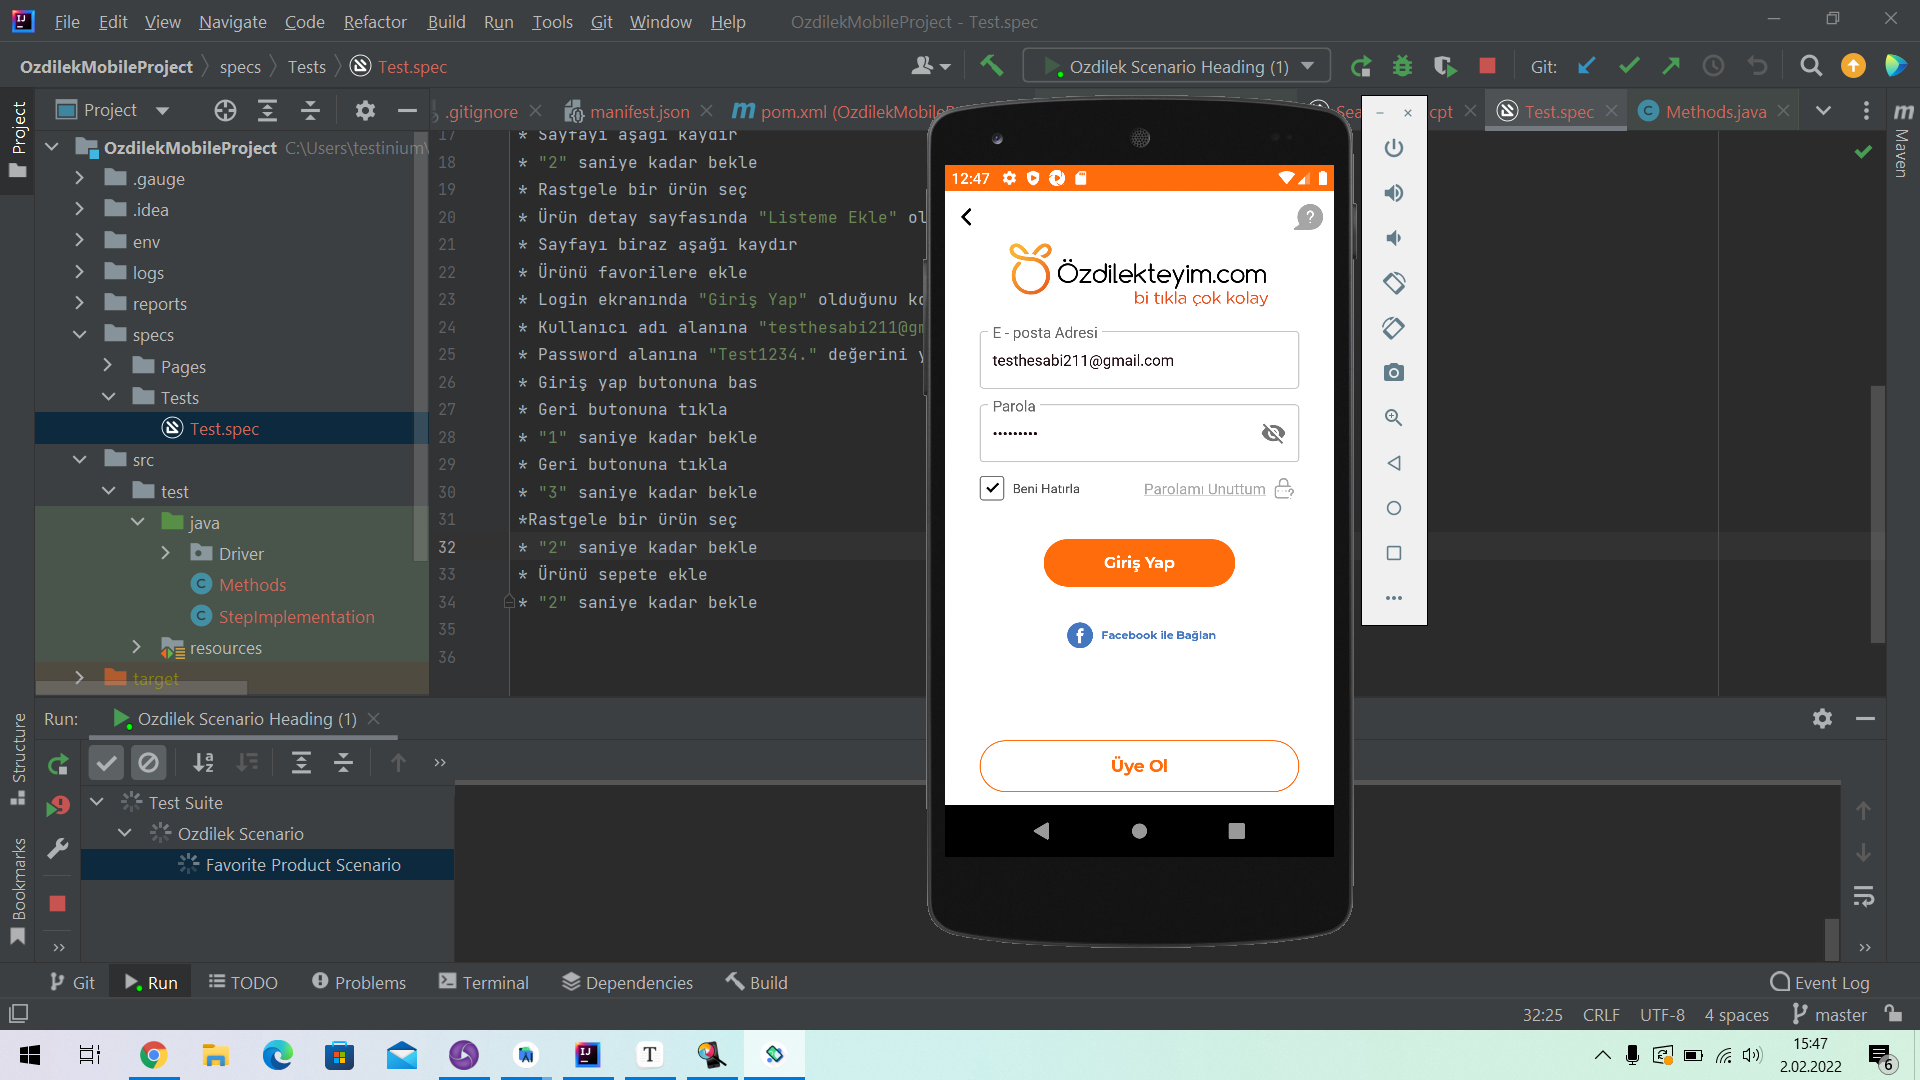 File Edit View Navigate Code Refactor Build Run Tools Git Window Help OzdilekMobileProject - Test.spec
OzdilekMobileProject specs Tests Test.spec
Ozdilek Scenario Heading (1)
Git:
Project
.gitignore
manifest.json
pom.xml (OzdilekMobile
cpt
Test.spec
Methods.java
Project
Maven
OzdilekMobileProject C:\Users\testinium\
.gauge
.idea
env
logs
reports
specs
Pages
Tests
Test.spec
src
test
java
Driver
Methods
StepImplementation
resources
target
17 * Sayfayı aşağı kaydır
18 * "2" saniye kadar bekle
19 * Rastgele bir ürün seç
20 * Ürün detay sayfasında "Listeme Ekle" ol
21 * Sayfayı biraz aşağı kaydır
22 * Ürünü favorilere ekle
23 * Login ekranında "Giriş Yap" olduğunu ko
24 * Kullanıcı adı alanına "testhesabi211@gm
25 * Password alanına "Test1234." değerini y
26 * Giriş yap butonuna bas
27 * Geri butonuna tıkla
28 * "1" saniye kadar bekle
29 * Geri butonuna tıkla
30 * "3" saniye kadar bekle
31 *Rastgele bir ürün seç
32 * "2" saniye kadar bekle
33 * Ürünü sepete ekle
34 * "2" saniye kadar bekle
35
36
12:47
Özdilekteyim.com
bi tıkla çok kolay
E - posta Adresi
testhesabi211@gmail.com
Parola
•••••••••
Beni Hatırla
Parolamı Unuttum
Giriş Yap
Facebook ile Bağlan
Üye Ol
Run: Ozdilek Scenario Heading (1)
Test Suite
Ozdilek Scenario
Favorite Product Scenario
Structure
Bookmarks
Git Run TODO Problems Terminal Dependencies Build
Event Log
32:25 CRLF UTF-8 4 spaces master
15:47
2.02.2022
6